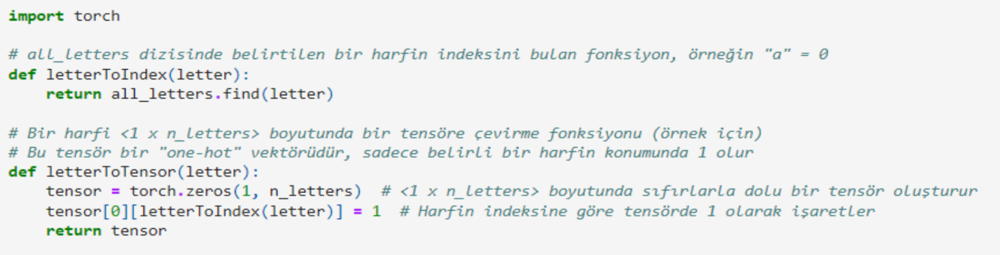 import torch
# all_letters dizisinde belirtilen bir harfin indeksini bulan fonksiyon, örneğin "a" = 0
def letterToIndex(letter):
    return all_letters.find(letter)
# Bir harfi <1 x n_letters> boyutunda bir tensöre çevirme fonksiyonu (örnek için)
# Bu tensör bir "one-hot" vektörüdür, sadece belirli bir harfin konumunda 1 olur
def letterToTensor(letter):
    tensor = torch.zeros(1, n_letters)  # <1 x n_letters> boyutunda sıfırlarla dolu bir tensör oluşturur
    tensor[0][letterToIndex(letter)] = 1  # Harfin indeksine göre tensörde 1 olarak işaretler
    return tensor